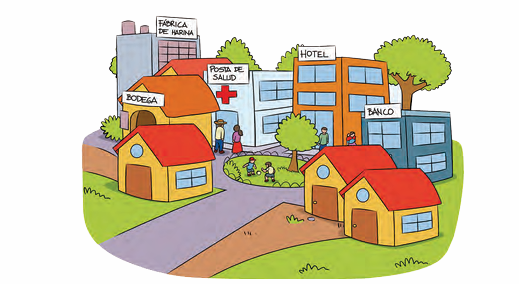 FÁBRICA
DE HARINA
POSTA DE
SALUD
HOTEL
BODEGA
BANCO